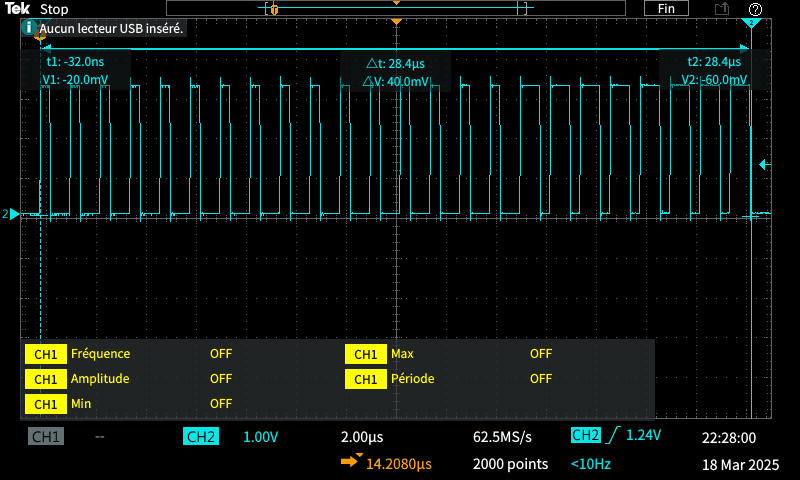 Tek Stop Fin
Aucun lecteur USB inséré.
t1: -32.0ns △t: 28.4µs t2: 28.4µs
V1: -20.0mV △V: 40.0mV V2: -60.0mV
2
CH1 Fréquence OFF CH1 Max OFF
CH1 Amplitude OFF CH1 Période OFF
CH1 Min OFF
CH1 -- CH2 1.00V 2.00µs 62.5MS/s CH2 1.24V 22:28:00
14.2080µs 2000 points <10Hz 18 Mar 2025